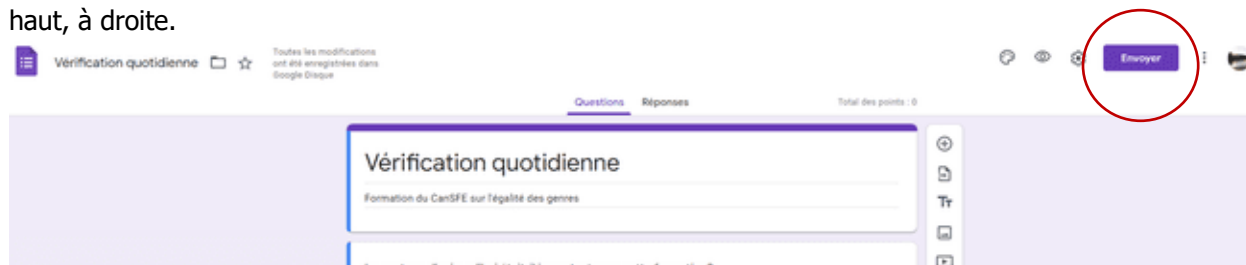 haut, à droite.
Vérification quotidienne
Toutes les modifications
ont été enregistrées dans
Google Disque
Envoyer
Questions Réponses
Total des points : 0
Vérification quotidienne
Formation du CanSFE sur l'égalité des genres
Tт